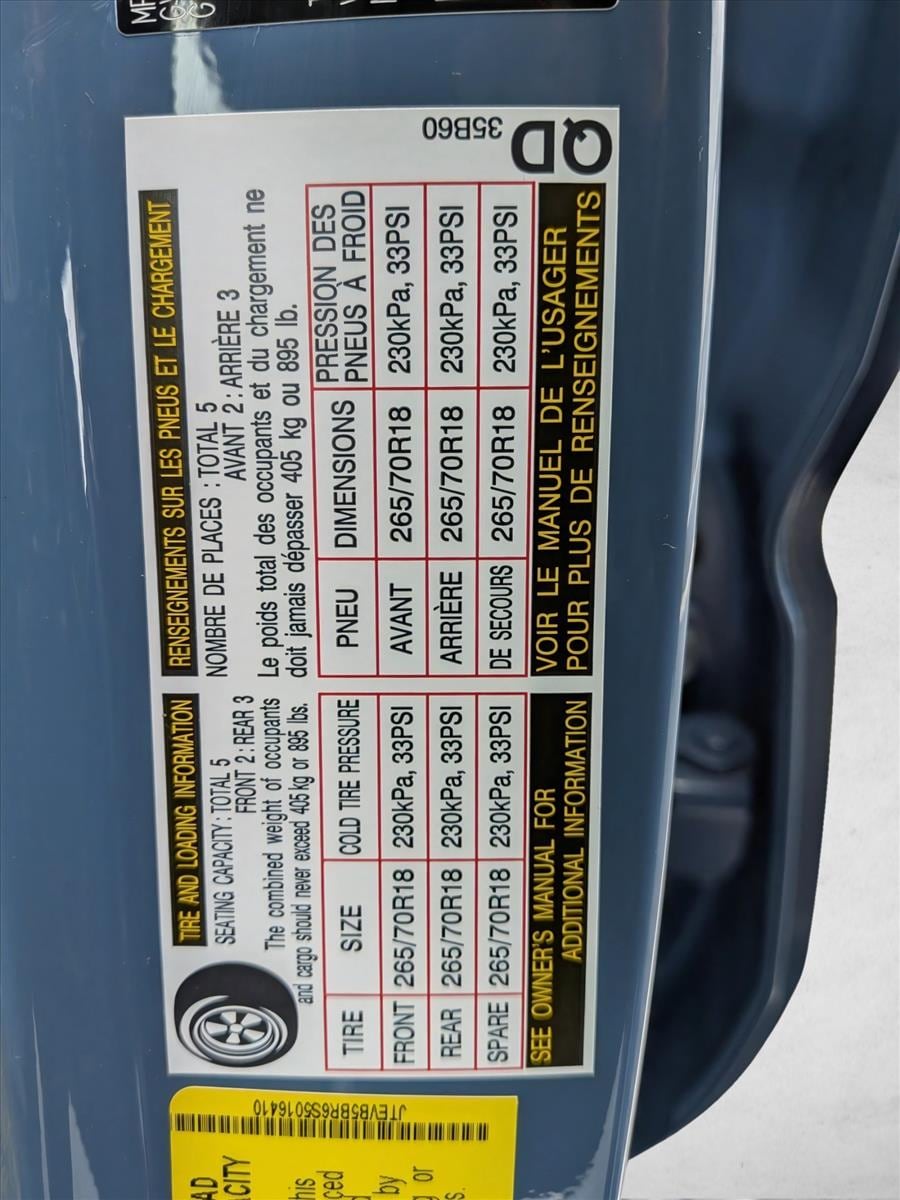 TIRE AND LOADING INFORMATION
SEATING CAPACITY : TOTAL 5
FRONT 2 : REAR 3
The combined weight of occupants
and cargo should never exceed 405 kg or 895 lbs.
TIRE SIZE COLD TIRE PRESSURE
FRONT 265/70R18 230kPa, 33PSI
REAR 265/70R18 230kPa, 33PSI
SPARE 265/70R18 230kPa, 33PSI
SEE OWNER'S MANUAL FOR
ADDITIONAL INFORMATION
RENSEIGNEMENTS SUR LES PNEUS ET LE CHARGEMENT
NOMBRE DE PLACES : TOTAL 5
AVANT 2 : ARRIÈRE 3
Le poids total des occupants et du chargement ne
doit jamais dépasser 405 kg ou 895 lb.
PNEU DIMENSIONS PRESSION DES
PNEUS À FROID
AVANT 265/70R18 230kPa, 33PSI
ARRIÈRE 265/70R18 230kPa, 33PSI
DE SECOURS 265/70R18 230kPa, 33PSI
VOIR LE MANUEL DE L'USAGER
POUR PLUS DE RENSEIGNEMENTS
35B60
QD
JTEVB5BR6S5016410
by
or